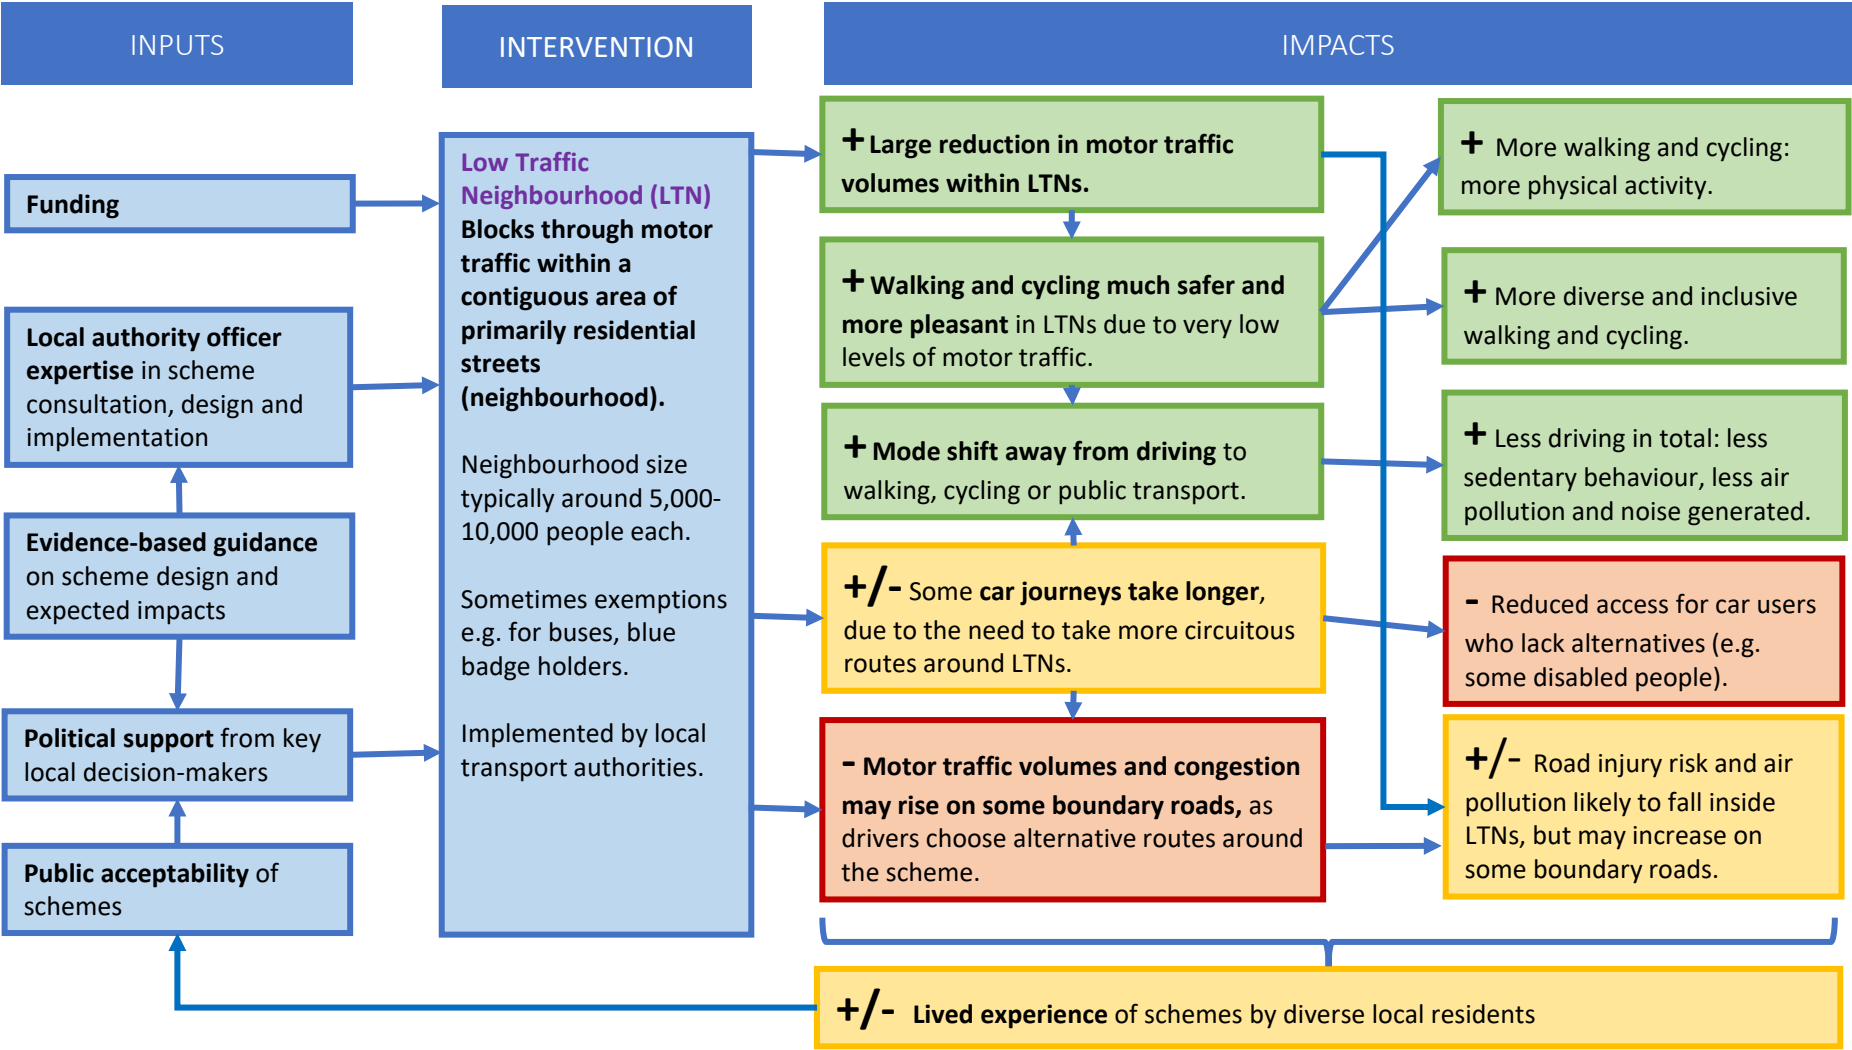 INPUTS
INTERVENTION
IMPACTS
Funding
Local authority officer
expertise in scheme
consultation, design and
implementation
Evidence-based guidance
on scheme design and
expected impacts
Political support from key
local decision-makers
Public acceptability of
schemes
Low Traffic
Neighbourhood (LTN)
Blocks through motor
traffic within a
contiguous area of
primarily residential
streets
(neighbourhood).
Neighbourhood size
typically around 5,000-
10,000 people each.
Sometimes exemptions
e.g. for buses, blue
badge holders.
Implemented by local
transport authorities.
+ Large reduction in motor traffic
volumes within LTNs.
+ Walking and cycling much safer and
more pleasant in LTNs due to very low
levels of motor traffic.
+ Mode shift away from driving to
walking, cycling or public transport.
+/- Some car journeys take longer,
due to the need to take more circuitous
routes around LTNs.
- Motor traffic volumes and congestion
may rise on some boundary roads, as
drivers choose alternative routes around
the scheme.
+ More walking and cycling:
more physical activity.
+ More diverse and inclusive
walking and cycling.
+ Less driving in total: less
sedentary behaviour, less air
pollution and noise generated.
- Reduced access for car users
who lack alternatives (e.g.
some disabled people).
+/- Road injury risk and air
pollution likely to fall inside
LTNs, but may increase on
some boundary roads.
+/- Lived experience of schemes by diverse local residents